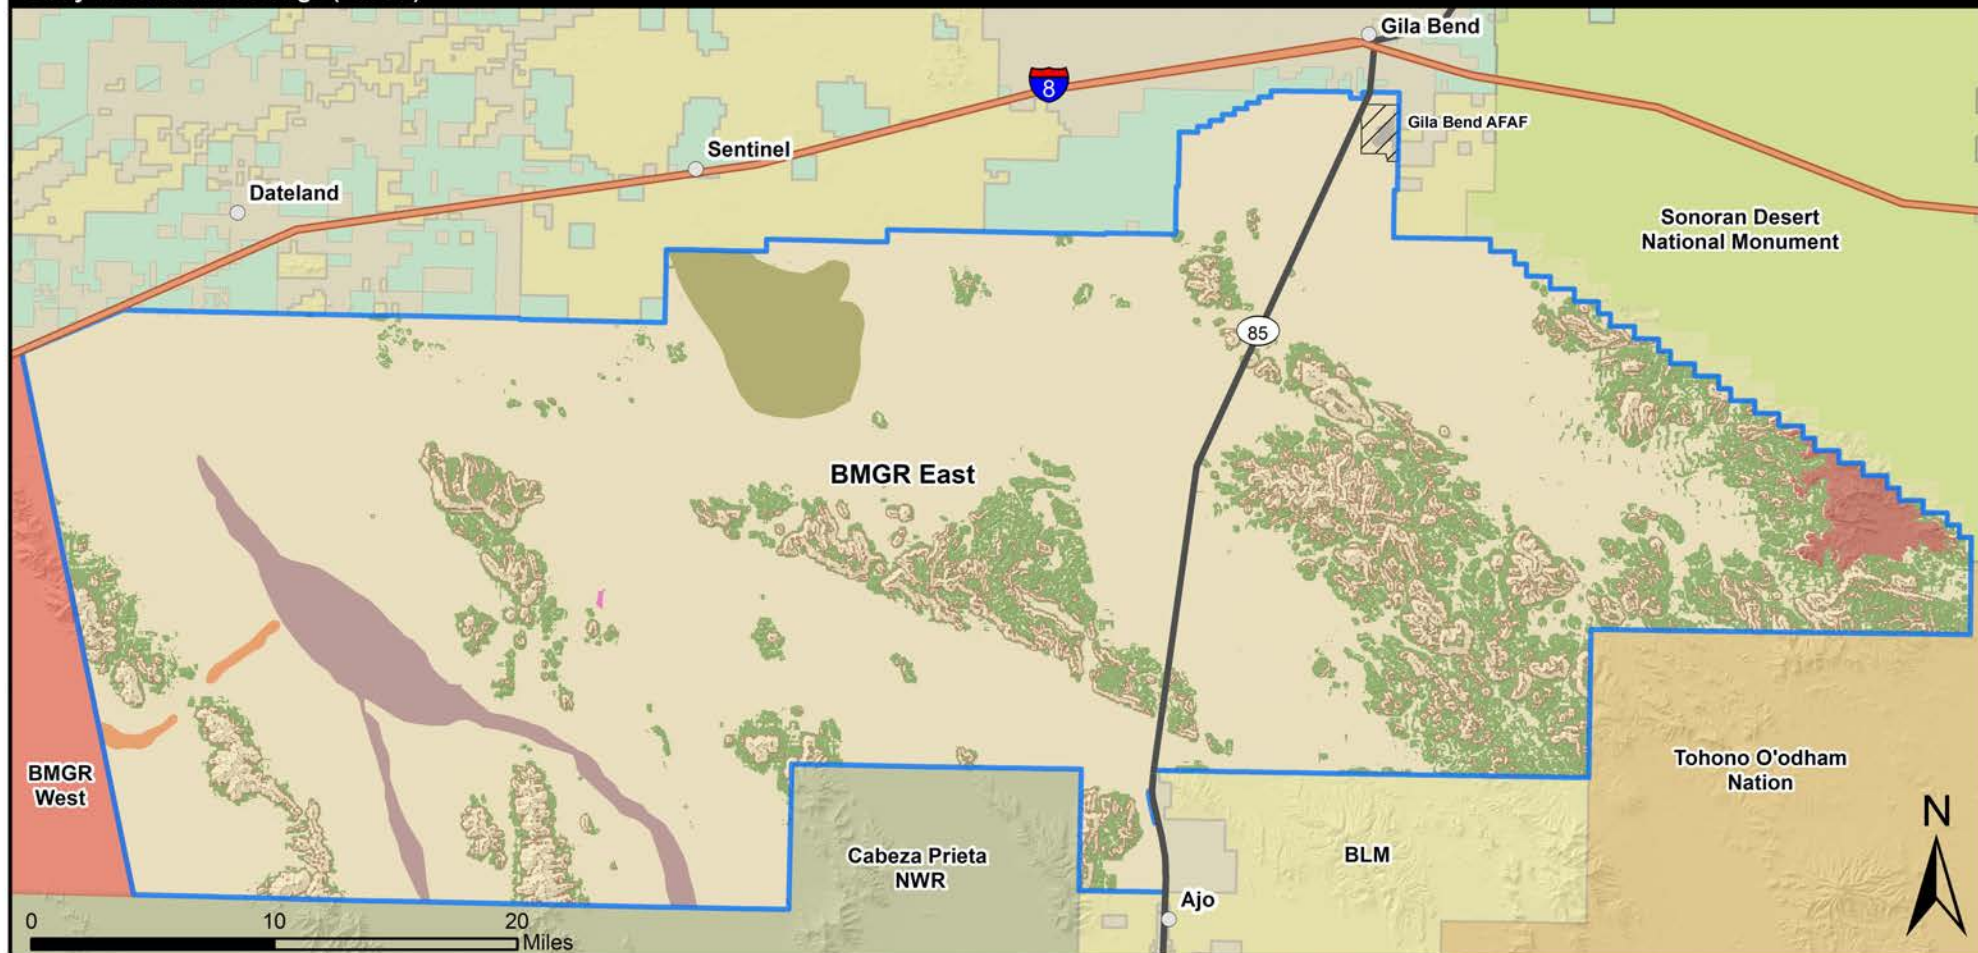 Gila Bend
8
Gila Bend AFAF
Sentinel
Dateland
Sonoran Desert
National Monument
85
BMGR East
BMGR
West
Tohono O'odham
Nation
N
Cabeza Prieta
NWR
BLM
Ajo
0 10 20
Miles